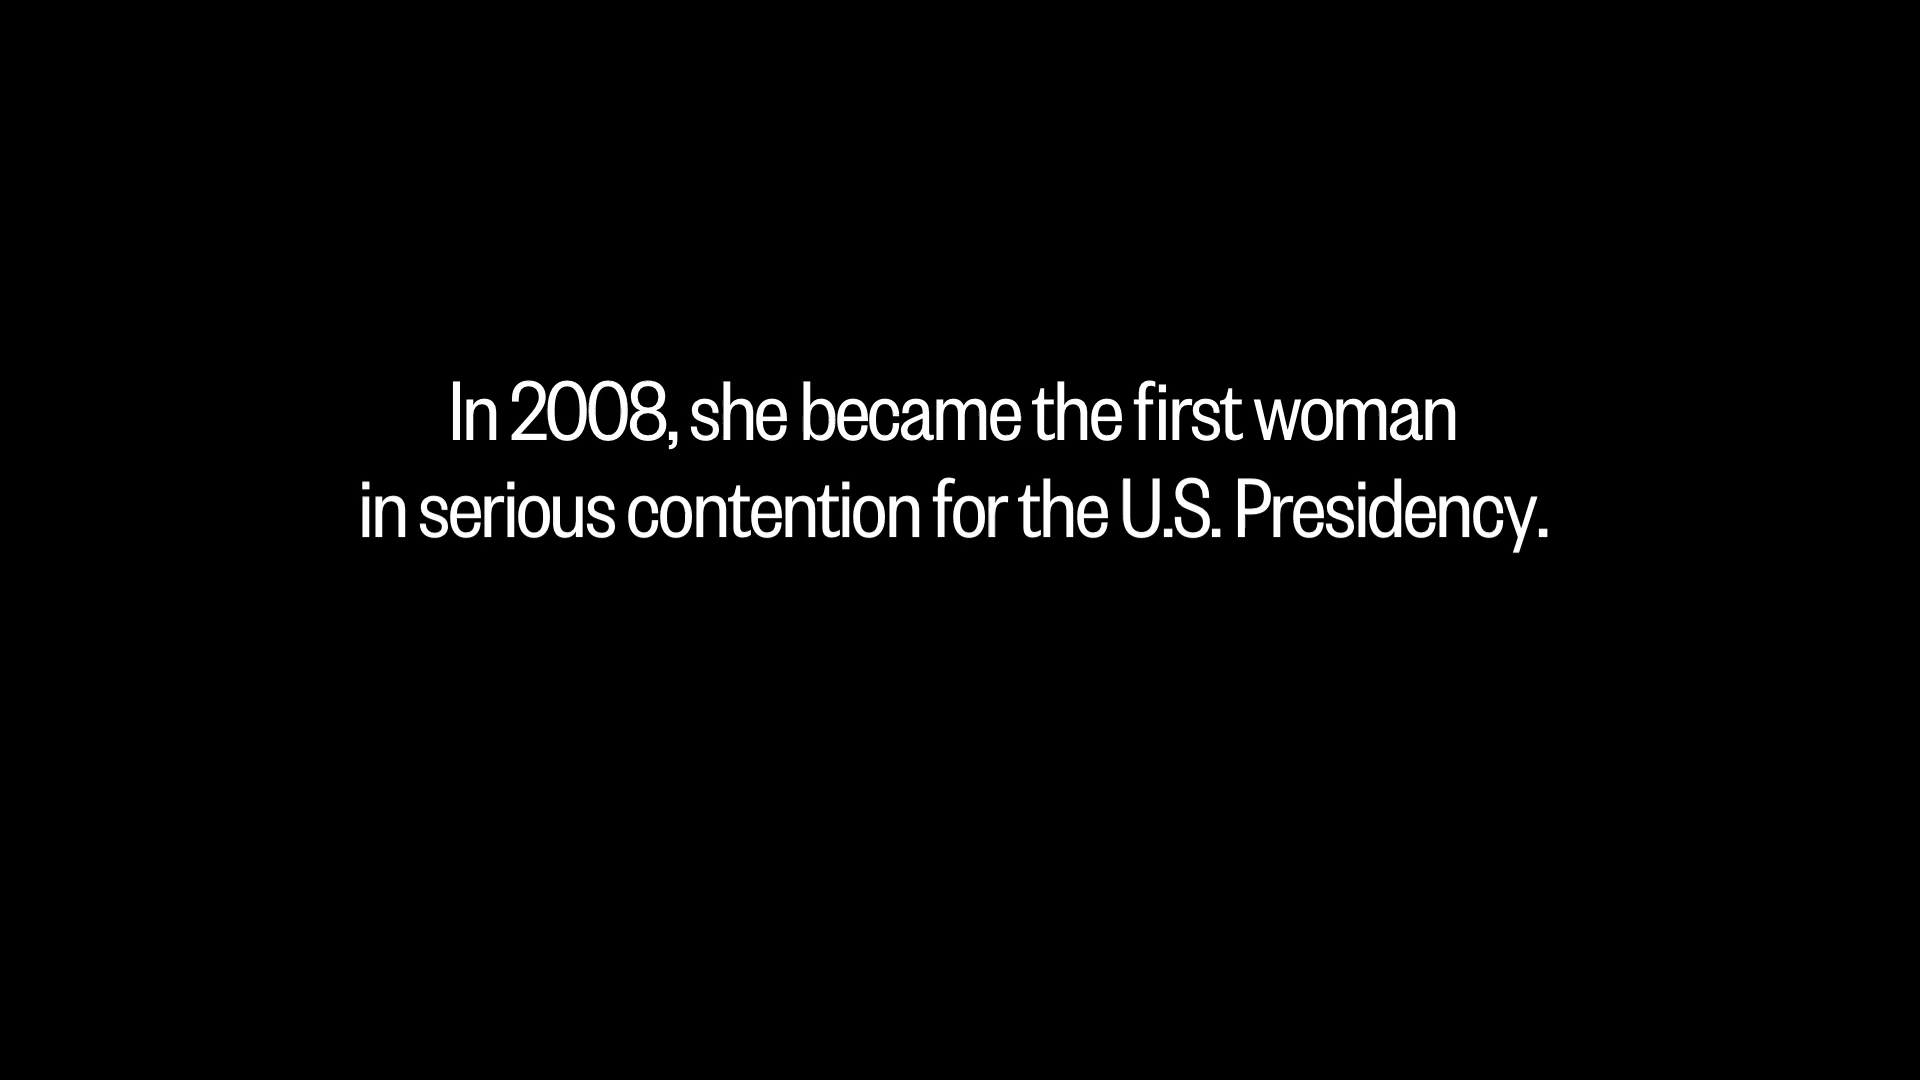 In 2008, she became the first woman
in serious contention for the U.S. Presidency.